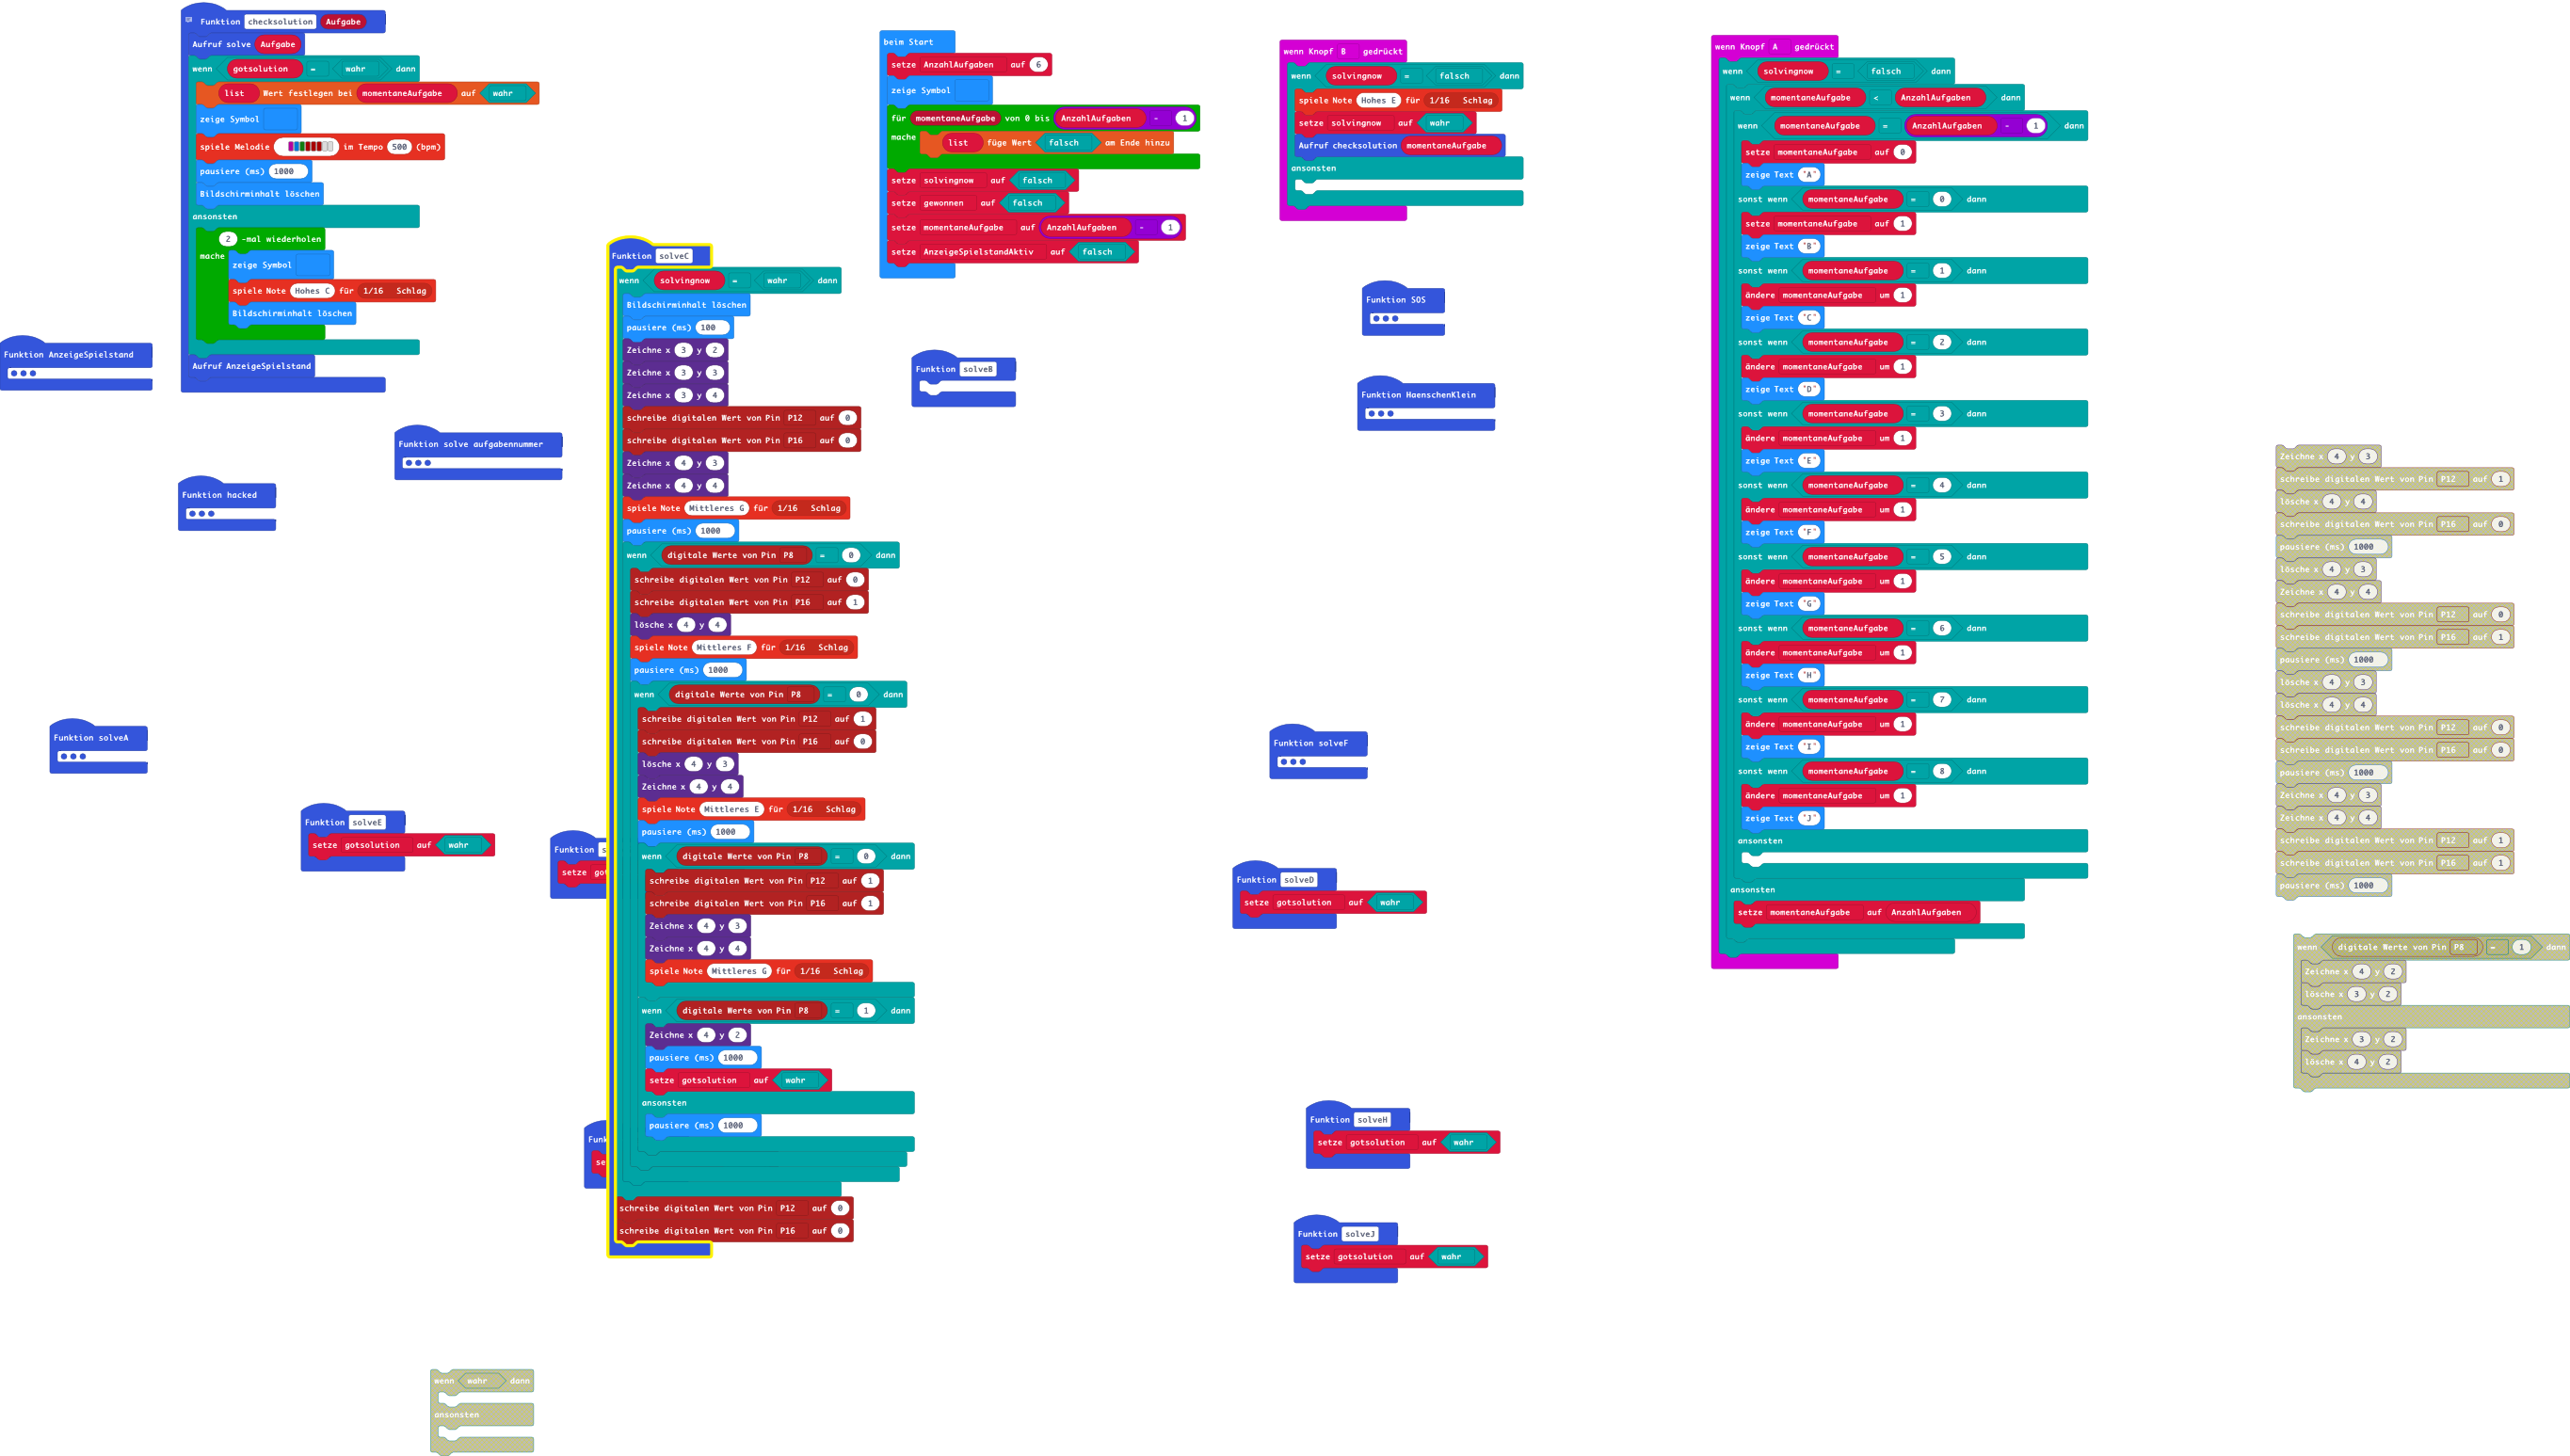 Funktion checksolution Aufgabe
Aufruf solve Aufgabe
wenn gotsolution = wahr dann
list Wert festlegen bei momentaneAufgabe auf wahr
zeige Symbol
spiele Melodie im Tempo 500 (bpm)
pausiere (ms) 1000
Bildschirminhalt löschen
ansonsten
2 -mal wiederholen
mache
zeige Symbol
spiele Note Hohes C für 1/16 Schlag
Bildschirminhalt löschen
Aufruf AnzeigeSpielstand
Funktion AnzeigeSpielstand
Funktion solve aufgabennummer
Funktion hacked
Funktion solveA
Funktion solveE
setze gotsolution auf wahr
Funktion s
setze got
Funk
se
wenn wahr dann
ansonsten
Funktion solveC
wenn solvingnow = wahr dann
Bildschirminhalt löschen
pausiere (ms) 100
Zeichne x 3 y 2
Zeichne x 3 y 3
Zeichne x 3 y 4
schreibe digitalen Wert von Pin P12 auf 0
schreibe digitalen Wert von Pin P16 auf 0
Zeichne x 4 y 3
Zeichne x 4 y 4
spiele Note Mittleres G für 1/16 Schlag
pausiere (ms) 1000
wenn digitale Werte von Pin P8 = 0 dann
schreibe digitalen Wert von Pin P12 auf 0
schreibe digitalen Wert von Pin P16 auf 1
lösche x 4 y 4
spiele Note Mittleres F für 1/16 Schlag
pausiere (ms) 1000
wenn digitale Werte von Pin P8 = 0 dann
schreibe digitalen Wert von Pin P12 auf 1
schreibe digitalen Wert von Pin P16 auf 0
lösche x 4 y 3
Zeichne x 4 y 4
spiele Note Mittleres E für 1/16 Schlag
pausiere (ms) 1000
wenn digitale Werte von Pin P8 = 0 dann
schreibe digitalen Wert von Pin P12 auf 1
schreibe digitalen Wert von Pin P16 auf 1
Zeichne x 4 y 3
Zeichne x 4 y 4
spiele Note Mittleres G für 1/16 Schlag
wenn digitale Werte von Pin P8 = 1 dann
Zeichne x 4 y 2
pausiere (ms) 1000
setze gotsolution auf wahr
ansonsten
pausiere (ms) 1000
schreibe digitalen Wert von Pin P12 auf 0
schreibe digitalen Wert von Pin P16 auf 0
beim Start
setze AnzahlAufgaben auf 6
zeige Symbol
für momentaneAufgabe von 0 bis AnzahlAufgaben - 1
mache list füge Wert falsch am Ende hinzu
setze solvingnow auf falsch
setze gewonnen auf falsch
setze momentaneAufgabe auf AnzahlAufgaben - 1
setze AnzeigeSpielstandAktiv auf falsch
Funktion solveB
wenn Knopf B gedrückt
wenn solvingnow = falsch dann
spiele Note Hohes E für 1/16 Schlag
setze solvingnow auf wahr
Aufruf checksolution momentaneAufgabe
ansonsten
Funktion SOS
Funktion HaenschenKlein
Funktion solveF
Funktion solveD
setze gotsolution auf wahr
Funktion solveH
setze gotsolution auf wahr
Funktion solveJ
setze gotsolution auf wahr
wenn Knopf A gedrückt
wenn solvingnow = falsch dann
wenn momentaneAufgabe < AnzahlAufgaben dann
wenn momentaneAufgabe = AnzahlAufgaben - 1 dann
setze momentaneAufgabe auf 0
zeige Text "A"
sonst wenn momentaneAufgabe = 0 dann
setze momentaneAufgabe auf 1
zeige Text "B"
sonst wenn momentaneAufgabe = 1 dann
ändere momentaneAufgabe um 1
zeige Text "C"
sonst wenn momentaneAufgabe = 2 dann
ändere momentaneAufgabe um 1
zeige Text "D"
sonst wenn momentaneAufgabe = 3 dann
ändere momentaneAufgabe um 1
zeige Text "E"
sonst wenn momentaneAufgabe = 4 dann
ändere momentaneAufgabe um 1
zeige Text "F"
sonst wenn momentaneAufgabe = 5 dann
ändere momentaneAufgabe um 1
zeige Text "G"
sonst wenn momentaneAufgabe = 6 dann
ändere momentaneAufgabe um 1
zeige Text "H"
sonst wenn momentaneAufgabe = 7 dann
ändere momentaneAufgabe um 1
zeige Text "I"
sonst wenn momentaneAufgabe = 8 dann
ändere momentaneAufgabe um 1
zeige Text "J"
ansonsten
ansonsten
setze momentaneAufgabe auf AnzahlAufgaben
Zeichne x 4 y 3
schreibe digitalen Wert von Pin P12 auf 1
lösche x 4 y 4
schreibe digitalen Wert von Pin P16 auf 0
pausiere (ms) 1000
lösche x 4 y 3
Zeichne x 4 y 4
schreibe digitalen Wert von Pin P12 auf 0
schreibe digitalen Wert von Pin P16 auf 1
pausiere (ms) 1000
lösche x 4 y 3
lösche x 4 y 4
schreibe digitalen Wert von Pin P12 auf 0
schreibe digitalen Wert von Pin P16 auf 0
pausiere (ms) 1000
Zeichne x 4 y 3
Zeichne x 4 y 4
schreibe digitalen Wert von Pin P12 auf 1
schreibe digitalen Wert von Pin P16 auf 1
pausiere (ms) 1000
wenn digitale Werte von Pin P8 = 1 dann
Zeichne x 4 y 2
lösche x 3 y 2
ansonsten
Zeichne x 3 y 2
lösche x 4 y 2